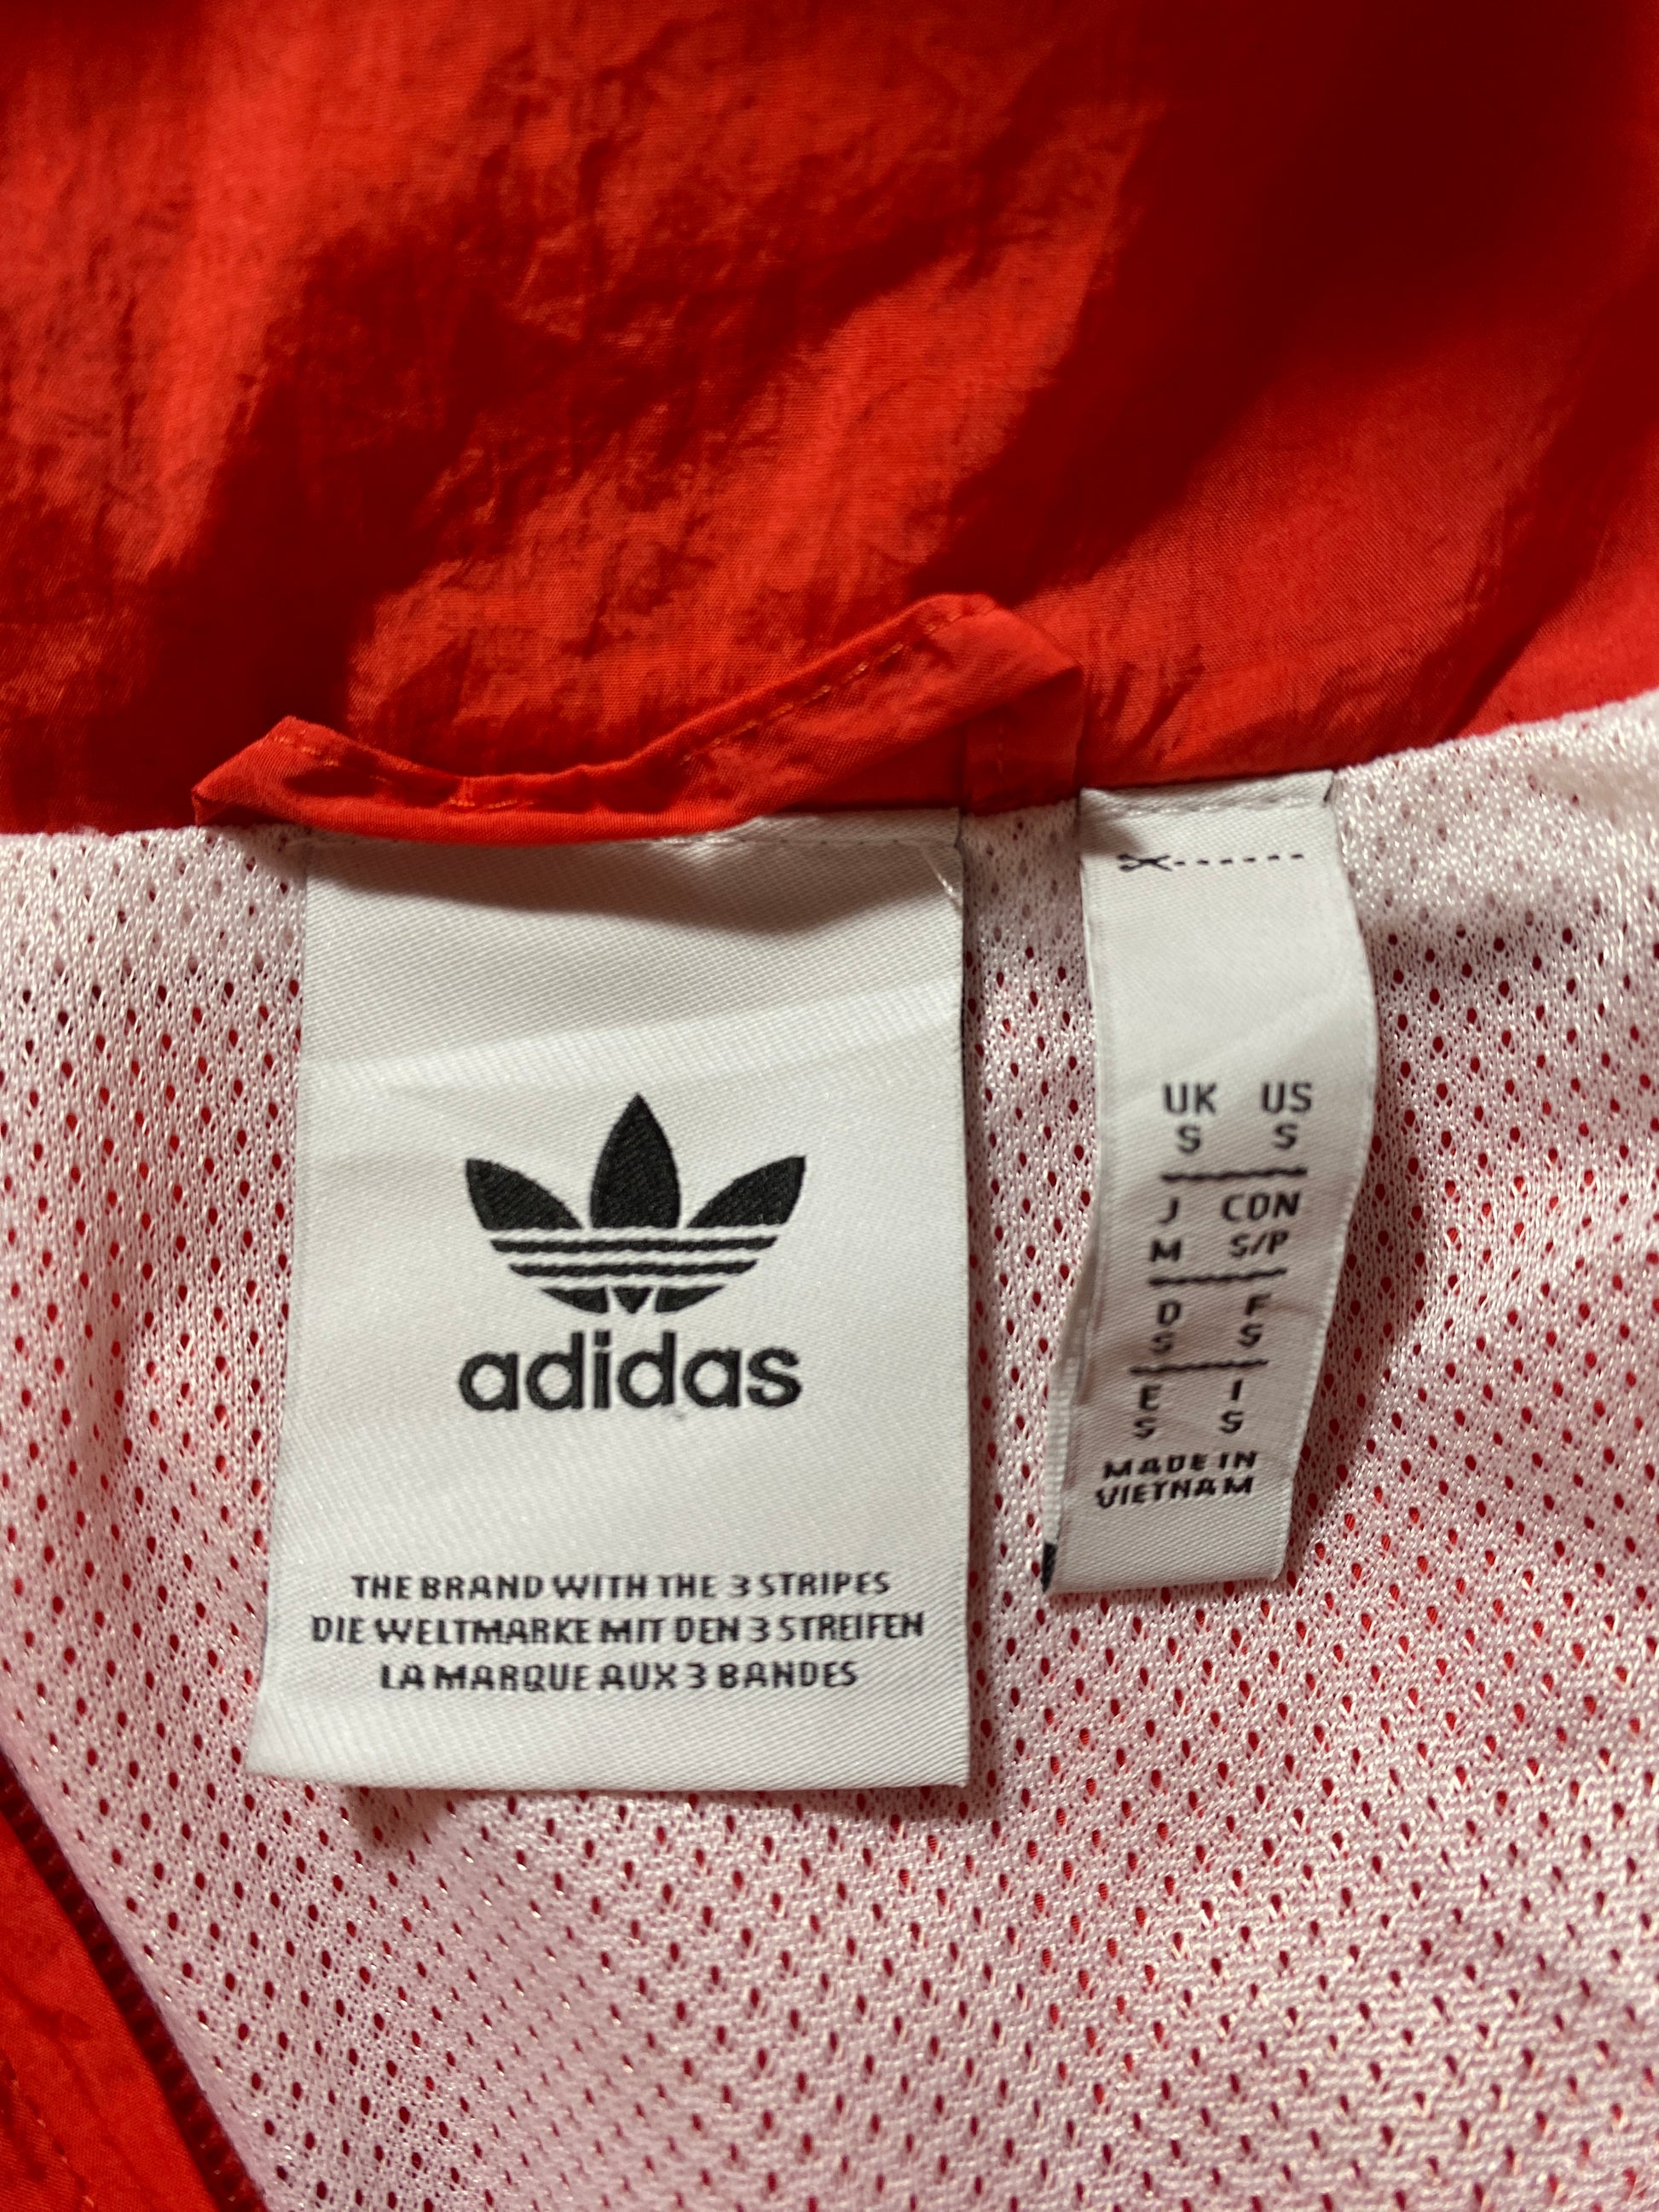 adidas
THE BRAND WITH THE 3 STRIPES
DIE WELTMARKE MIT DEN 3 STREIFEN
LA MARQUE AUX 3 BANDES
UK US
S S
J CDN
M S/P
D F
S S
E I
S S
MADE IN
VIETNAM